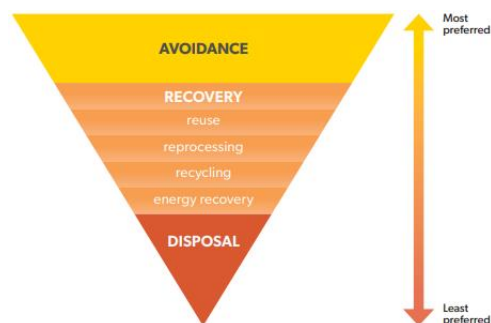 Most
preferred
AVOIDANCE
RECOVERY
reuse
reprocessing
recycling
energy recovery
DISPOSAL
Least
preferred